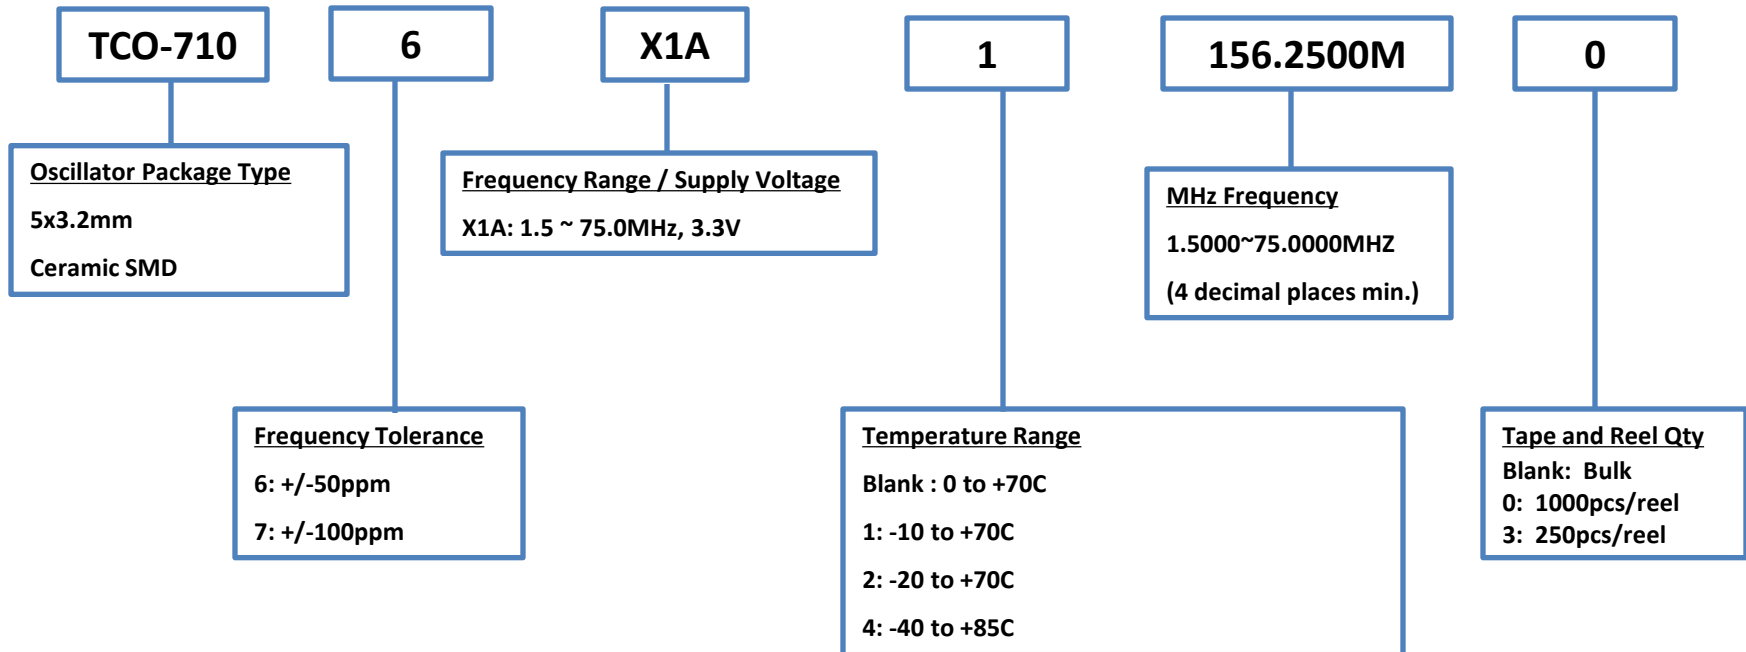 TCO-710
6
X1A
1
156.2500M
0
Oscillator Package Type
5x3.2mm
Ceramic SMD
Frequency Range / Supply Voltage
X1A: 1.5 ~ 75.0MHz, 3.3V
MHz Frequency
1.5000~75.0000MHZ
(4 decimal places min.)
Frequency Tolerance
6: +/-50ppm
7: +/-100ppm
Temperature Range
Blank : 0 to +70C
1: -10 to +70C
2: -20 to +70C
4: -40 to +85C
Tape and Reel Qty
Blank:  Bulk
0:  1000pcs/reel
3:  250pcs/reel